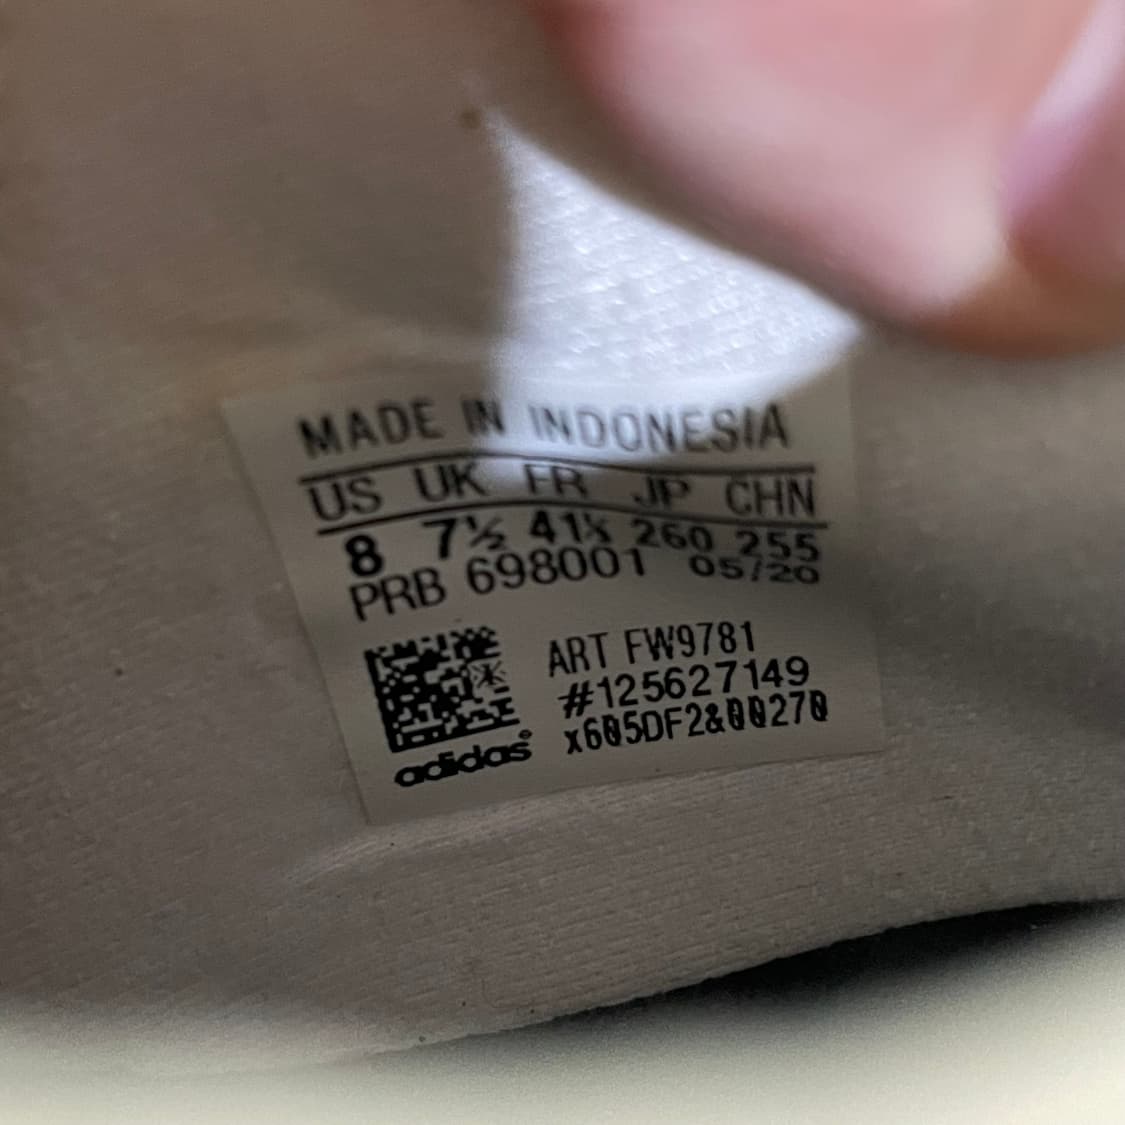 MADE IN INDONESIA
US UK FR JP CHN
8 7½ 41⅓ 260 255
PRB 698001 05/20
ART FW9781
#125627149
x605DF2&00270
adidas®